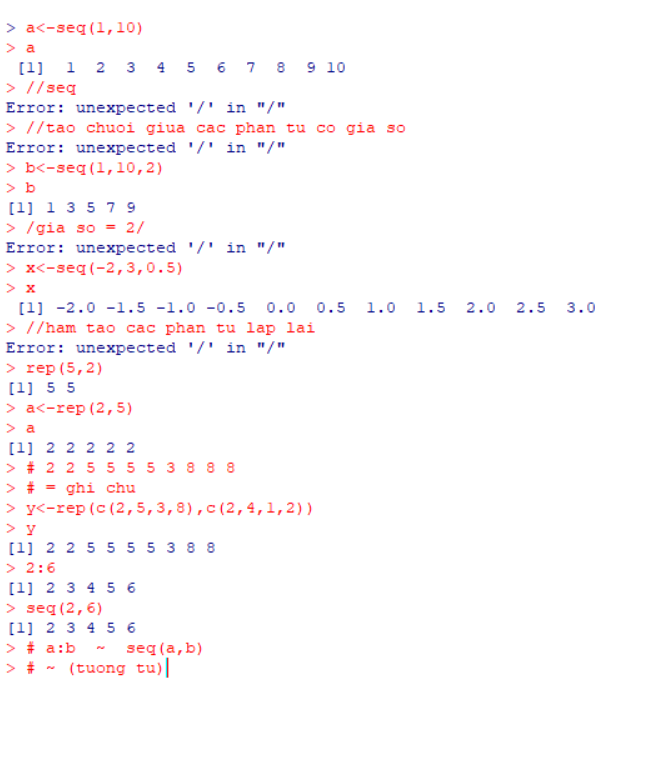 > a<-seq(1,10)
> a
[1] 1 2 3 4 5 6 7 8 9 10
> //seq
Error: unexpected '/' in "/"
> //tao chuoi giua cac phan tu co gia so
Error: unexpected '/' in "/"
> b<-seq(1,10,2)
> b
[1] 1 3 5 7 9
> /gia so = 2/
Error: unexpected '/' in "/"
> x<-seq(-2,3,0.5)
> x
[1] -2.0 -1.5 -1.0 -0.5 0.0 0.5 1.0 1.5 2.0 2.5 3.0
> //ham tao cac phan tu lap lai
Error: unexpected '/' in "/"
> rep(5,2)
[1] 5 5
> a<-rep(2,5)
> a
[1] 2 2 2 2 2
> # 2 2 5 5 5 5 3 8 8 8
> # = ghi chu
> y<-rep(c(2,5,3,8),c(2,4,1,2))
> y
[1] 2 2 5 5 5 5 3 8 8
> 2:6
[1] 2 3 4 5 6
> seq(2,6)
[1] 2 3 4 5 6
> # a:b ~ seq(a,b)
> # ~ (tuong tu)